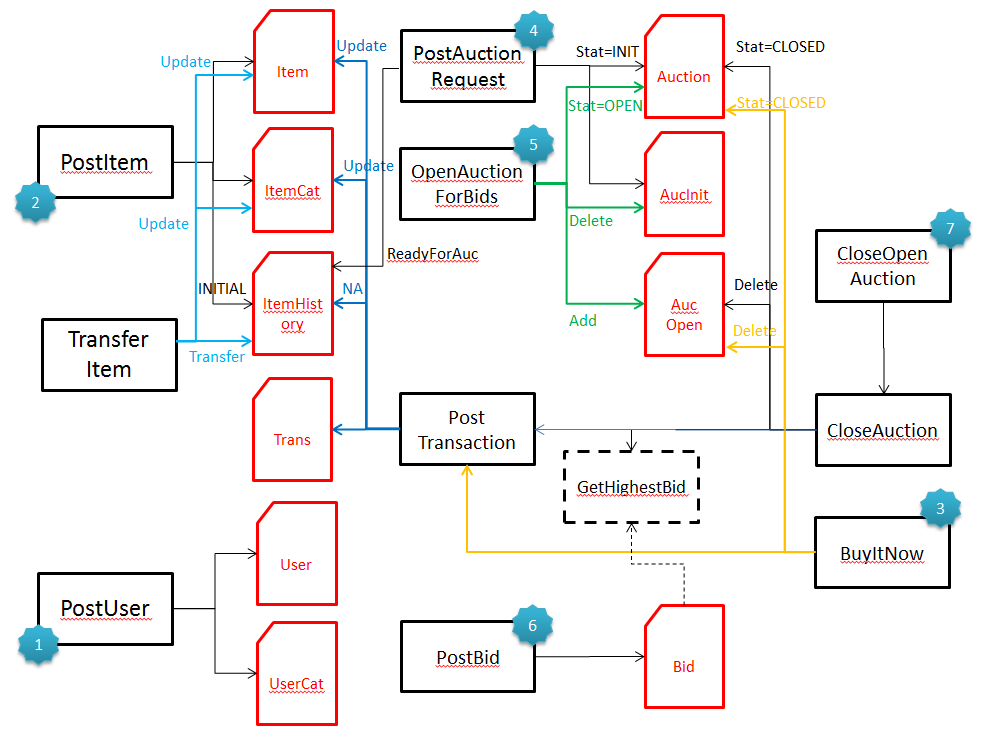 Update
Item
Update
4
PostAuction
Request
Stat=INIT
Auction
Stat=CLOSED
Stat=OPEN
Stat=CLOSED
PostItem
2
Update
ItemCat
Update
5
OpenAuction
ForBids
AucInit
Delete
7
CloseOpen
Auction
ReadyForAuc
INITIAL
ItemHist
ory
NA
Delete
Auc
Open
Add
Delete
Transfer
Item
Transfer
Trans
Post
Transaction
CloseAuction
GetHighestBid
3
BuyItNow
User
PostUser
1
UserCat
6
PostBid
Bid